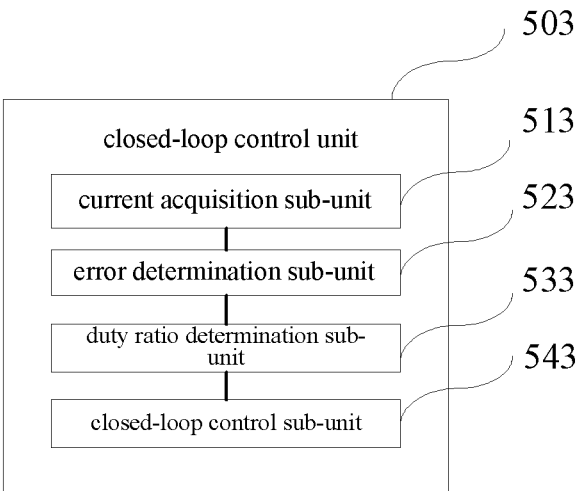 503
closed-loop control unit
513
current acquisition sub-unit
523
error determination sub-unit
533
duty ratio determination sub-
unit
543
closed-loop control sub-unit